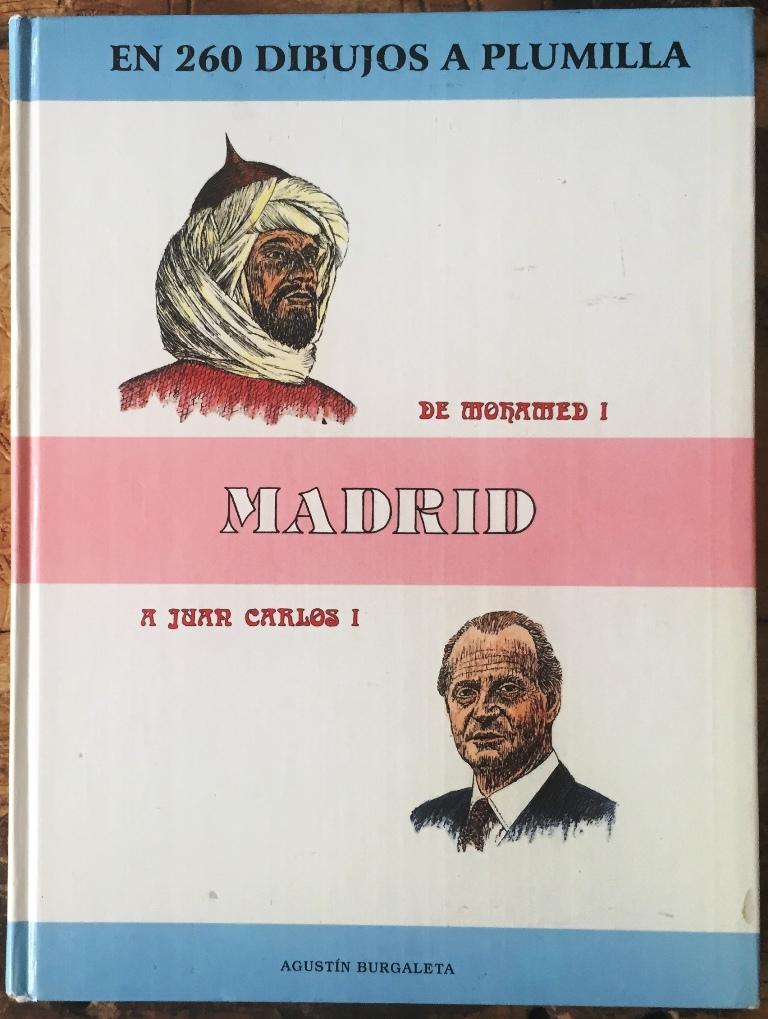 EN 260 DIBUJOS A PLUMILLA
DE MOHAMED I
MADRID
A JUAN CARLOS I
AGUSTÍN BURGALETA